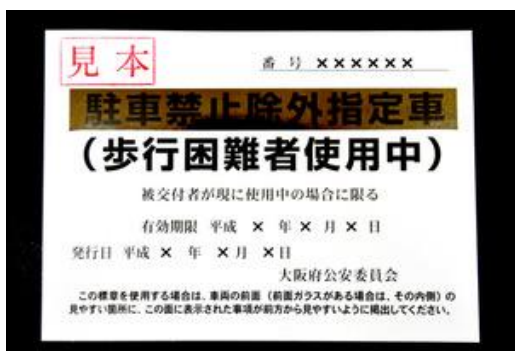 見本
番号 ××××××
駐車禁止除外指定車
(歩行困難者使用中)
被交付者が現に使用中の場合に限る
有効期限 平成 × 年 × 月 × 日
発行日 平成 × 年 ×月 ×日
大阪府公安委員会
この標章を使用する場合は、車両の前面(前面ガラスがある場合は、その内側)の
見やすい箇所に、この面に表示された事項が前方から見やすいように掲出してください。